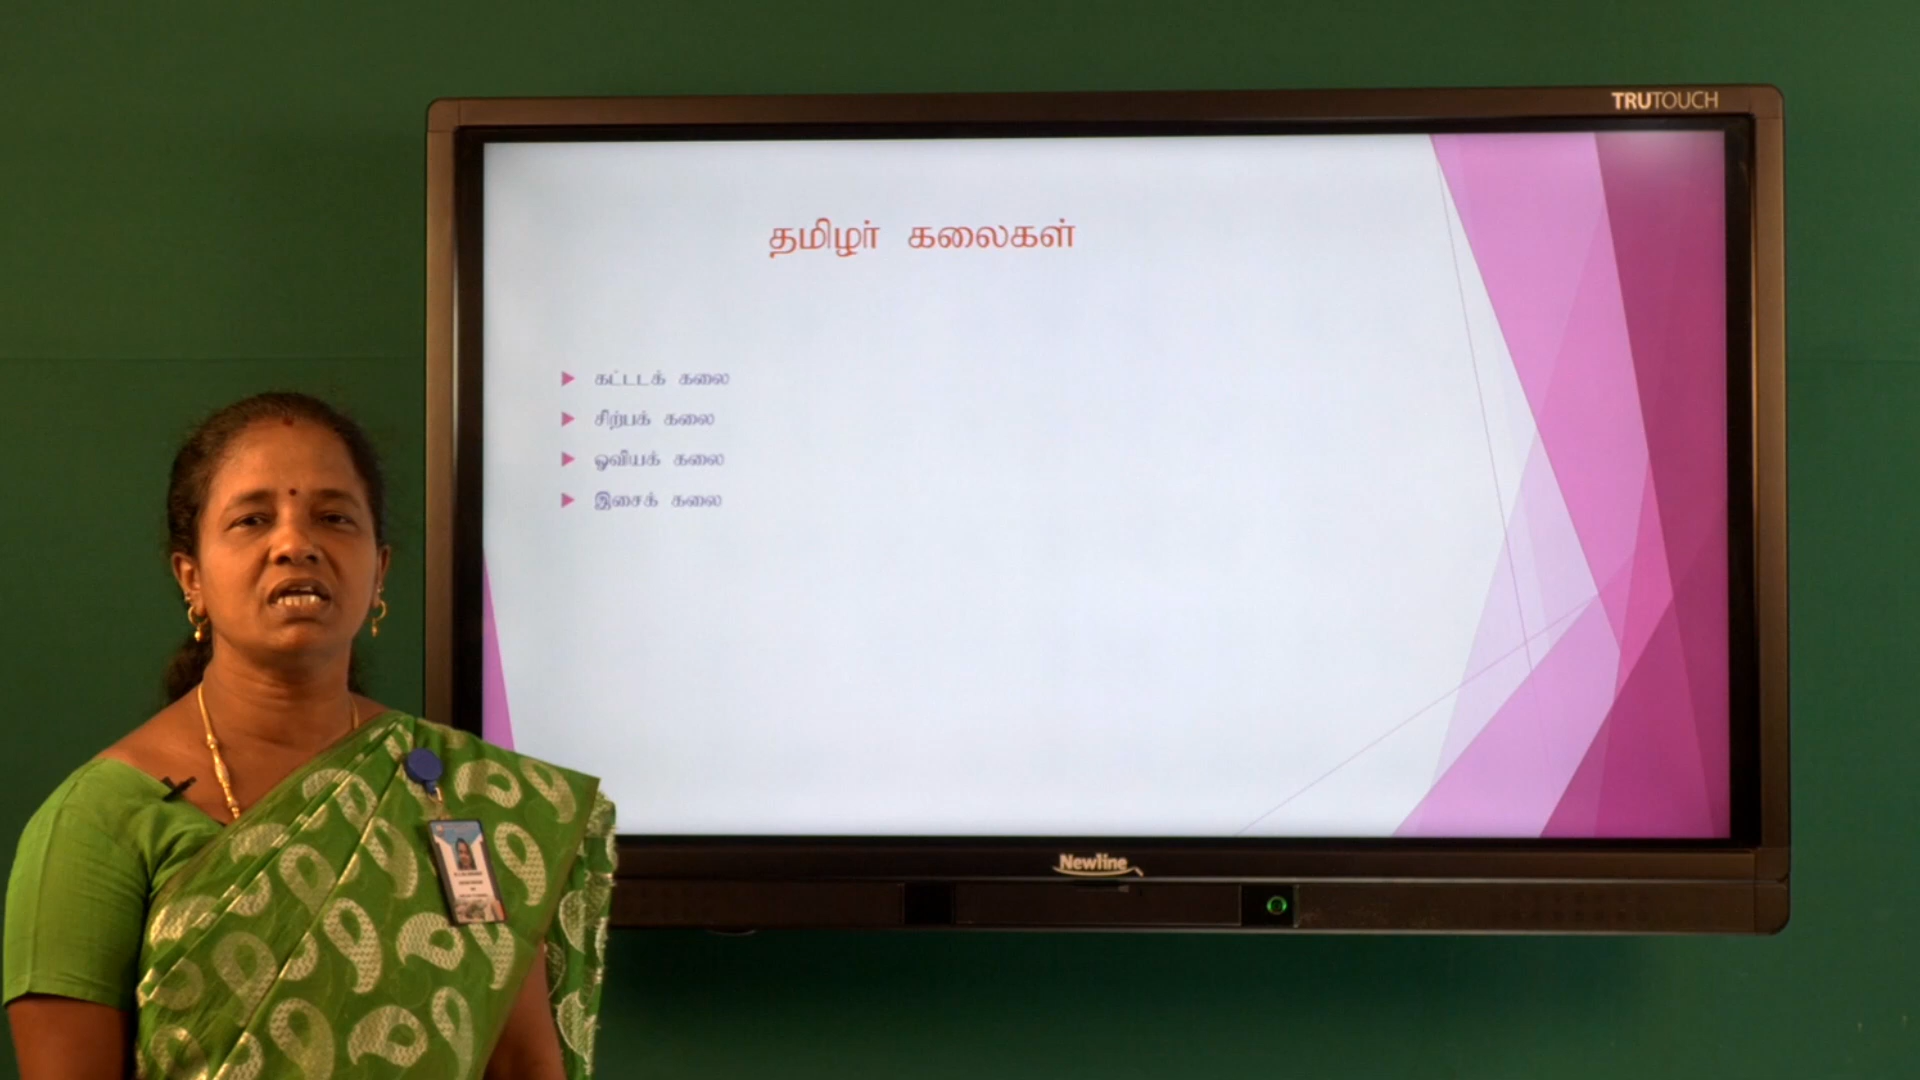 TRUTOUCH
தமிழர் கலைகள்
கட்டடக் கலை
சிற்பக் கலை
ஓவியக் கலை
இசைக் கலை
Newline